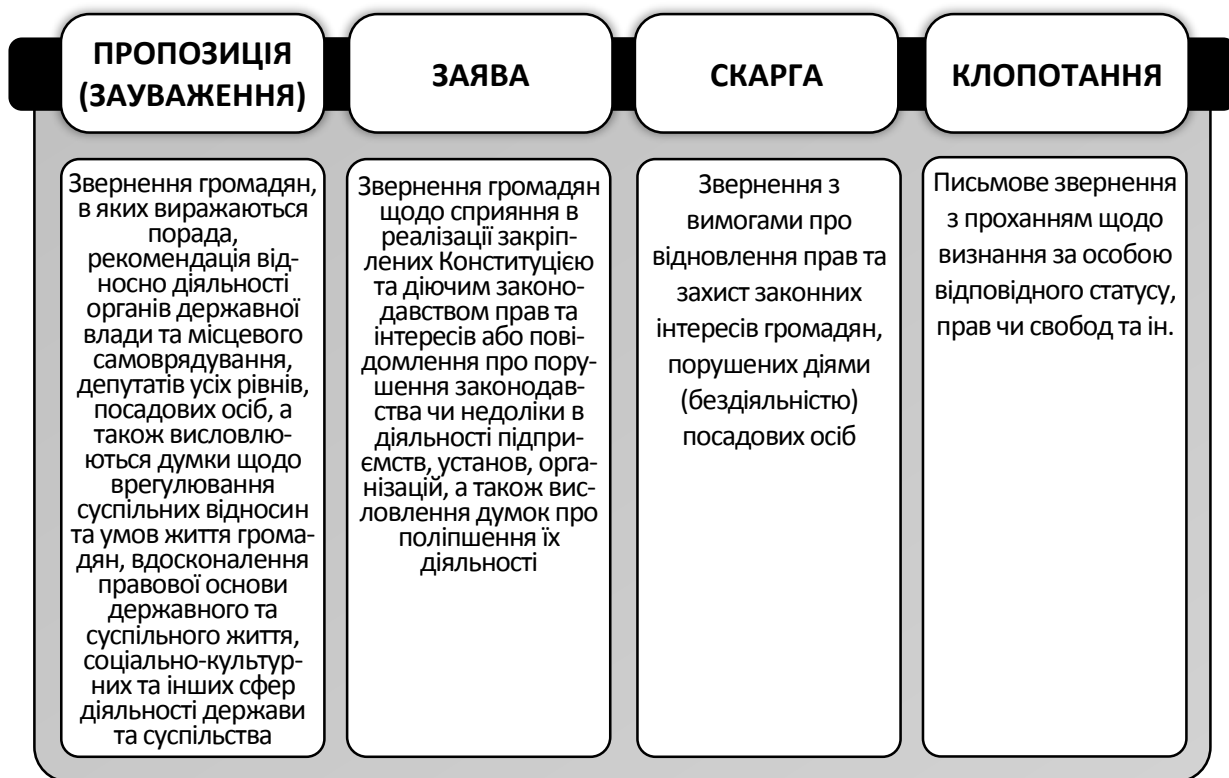 ПРОПОЗИЦІЯ
(ЗАУВАЖЕННЯ)
Звернення громадян,
в яких виражаються
порада,
рекомендація від-
носно діяльності
органів державної
влади та місцевого
самоврядування,
депутатів усіх рівнів,
посадових осіб, а
також висловлю-
ються думки щодо
врегулювання
суспільних відносин
та умов життя грома-
дян, вдосконалення
правової основи
державного та
суспільного життя,
соціально-культур-
них та інших сфер
діяльності держави
та суспільства
ЗАЯВА
Звернення громадян
щодо сприяння в
реалізації закріп-
лених Конституцією
та діючим законо-
давством прав та
інтересів або пові-
домлення про пору-
шення законодав-
ства чи недоліки в
діяльності підпри-
ємств, установ, орга-
нізацій, а також вис-
ловлення думок про
поліпшення їх
діяльності
СКАРГА
Звернення з
вимогами про
відновлення прав та
захист законних
інтересів громадян,
порушених діями
(бездіяльністю)
посадових осіб
КЛОПОТАННЯ
Письмове звернення
з проханням щодо
визнання за особою
відповідного статусу,
прав чи свобод та ін.